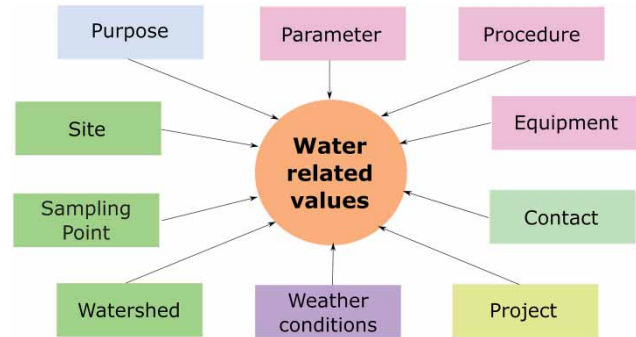 Purpose
Parameter
Procedure
Site
Equipment
Water
related
values
Sampling
Point
Contact
Watershed
Weather
conditions
Project